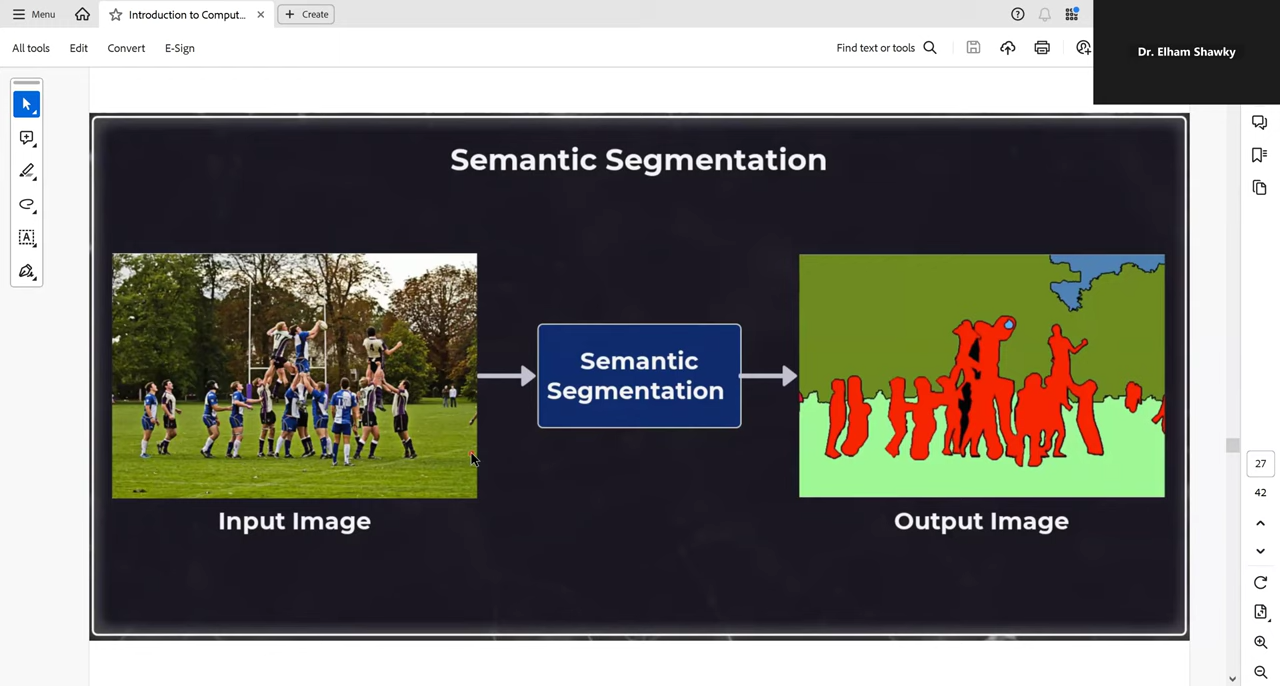 Menu
Introduction to Comput...
Create
All tools
Edit
Convert
E-Sign
Find text or tools
Dr. Elham Shawky
Semantic Segmentation
Semantic
Segmentation
Input Image
Output Image
27
42